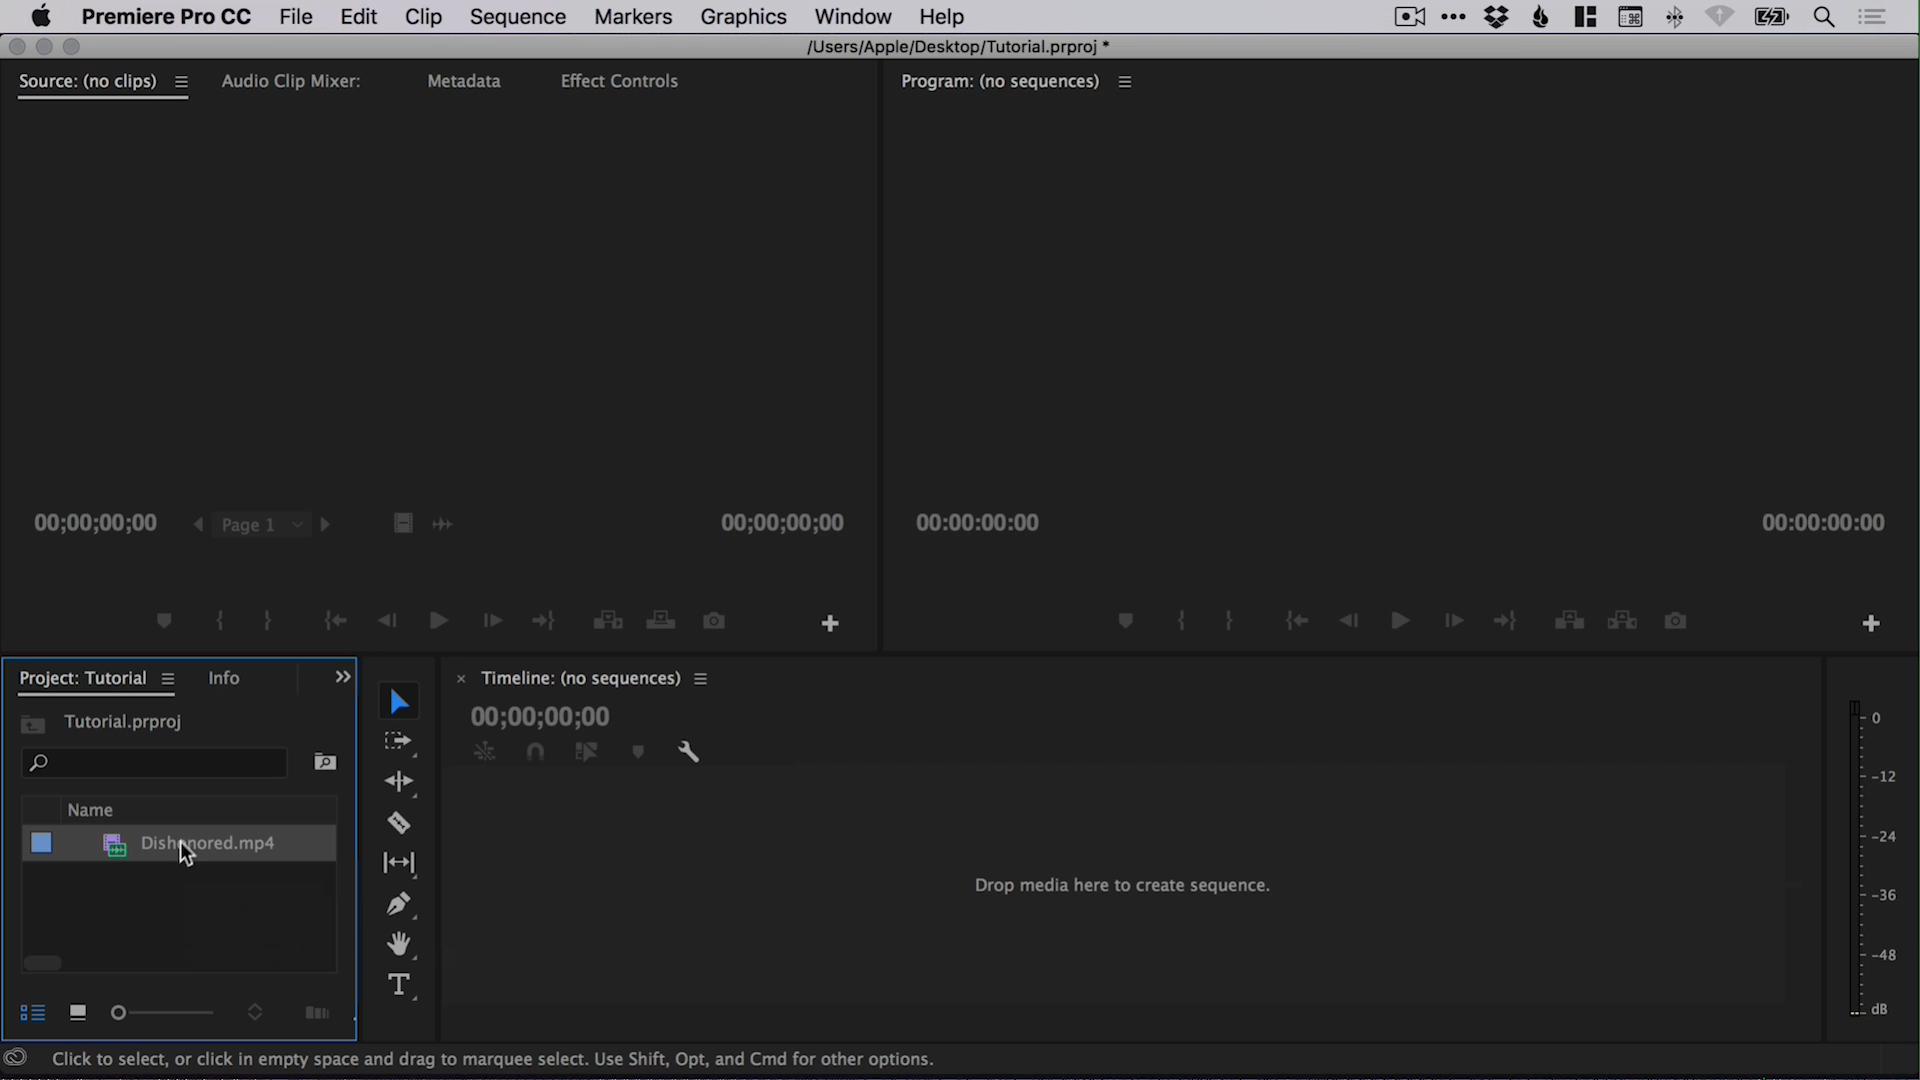 Premiere Pro CC File Edit Clip Sequence Markers Graphics Window Help
/Users/Apple/Desktop/Tutorial.prproj *
Source: (no clips) Audio Clip Mixer: Metadata Effect Controls
Program: (no sequences)
00;00;00;00 Page 1 00;00;00;00
00:00:00:00 00:00:00:00
Project: Tutorial Info
Tutorial.prproj
Name
Dishonored.mp4
Timeline: (no sequences)
00;00;00;00
Drop media here to create sequence.
0
-12
-24
-36
-48
dB
Click to select, or click in empty space and drag to marquee select. Use Shift, Opt, and Cmd for other options.